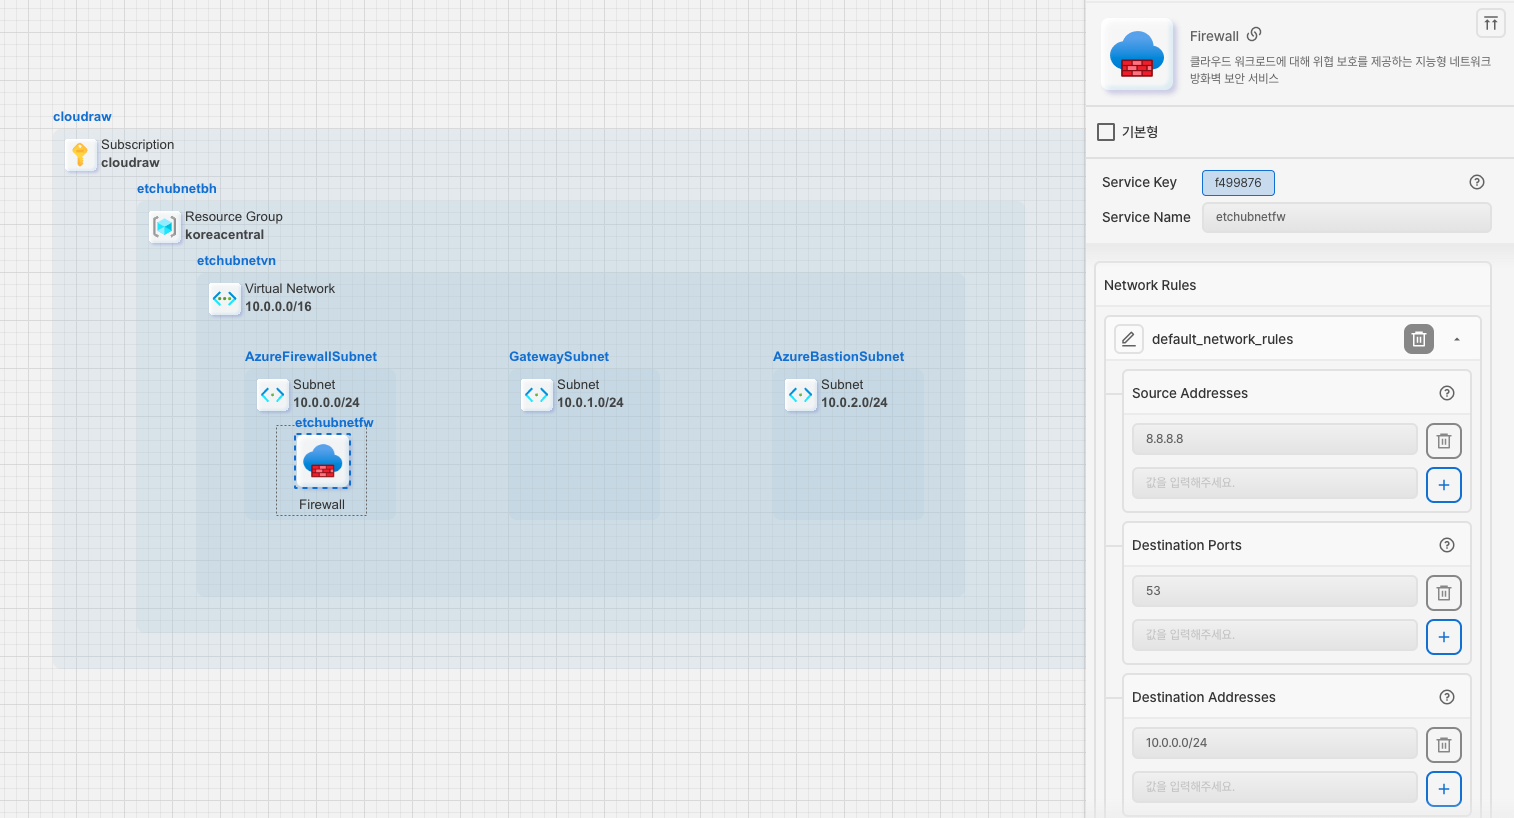 cloudraw
Subscription
cloudraw
etchubnetbh
Resource Group
koreacentral
etchubnetvn
Virtual Network
10.0.0.0/16
AzureFirewallSubnet
Subnet
10.0.0.0/24
etchubnetfw
Firewall
GatewaySubnet
Subnet
10.0.1.0/24
AzureBastionSubnet
Subnet
10.0.2.0/24
Firewall
클라우드 워크로드에 대해 위협 보호를 제공하는 지능형 네트워크
방화벽 보안 서비스
기본형
Service Key f499876
Service Name etchubnetfw
Network Rules
default_network_rules
Source Addresses
8.8.8.8
값을 입력해주세요.
Destination Ports
53
값을 입력해주세요.
Destination Addresses
10.0.0.0/24
값을 입력해주세요.